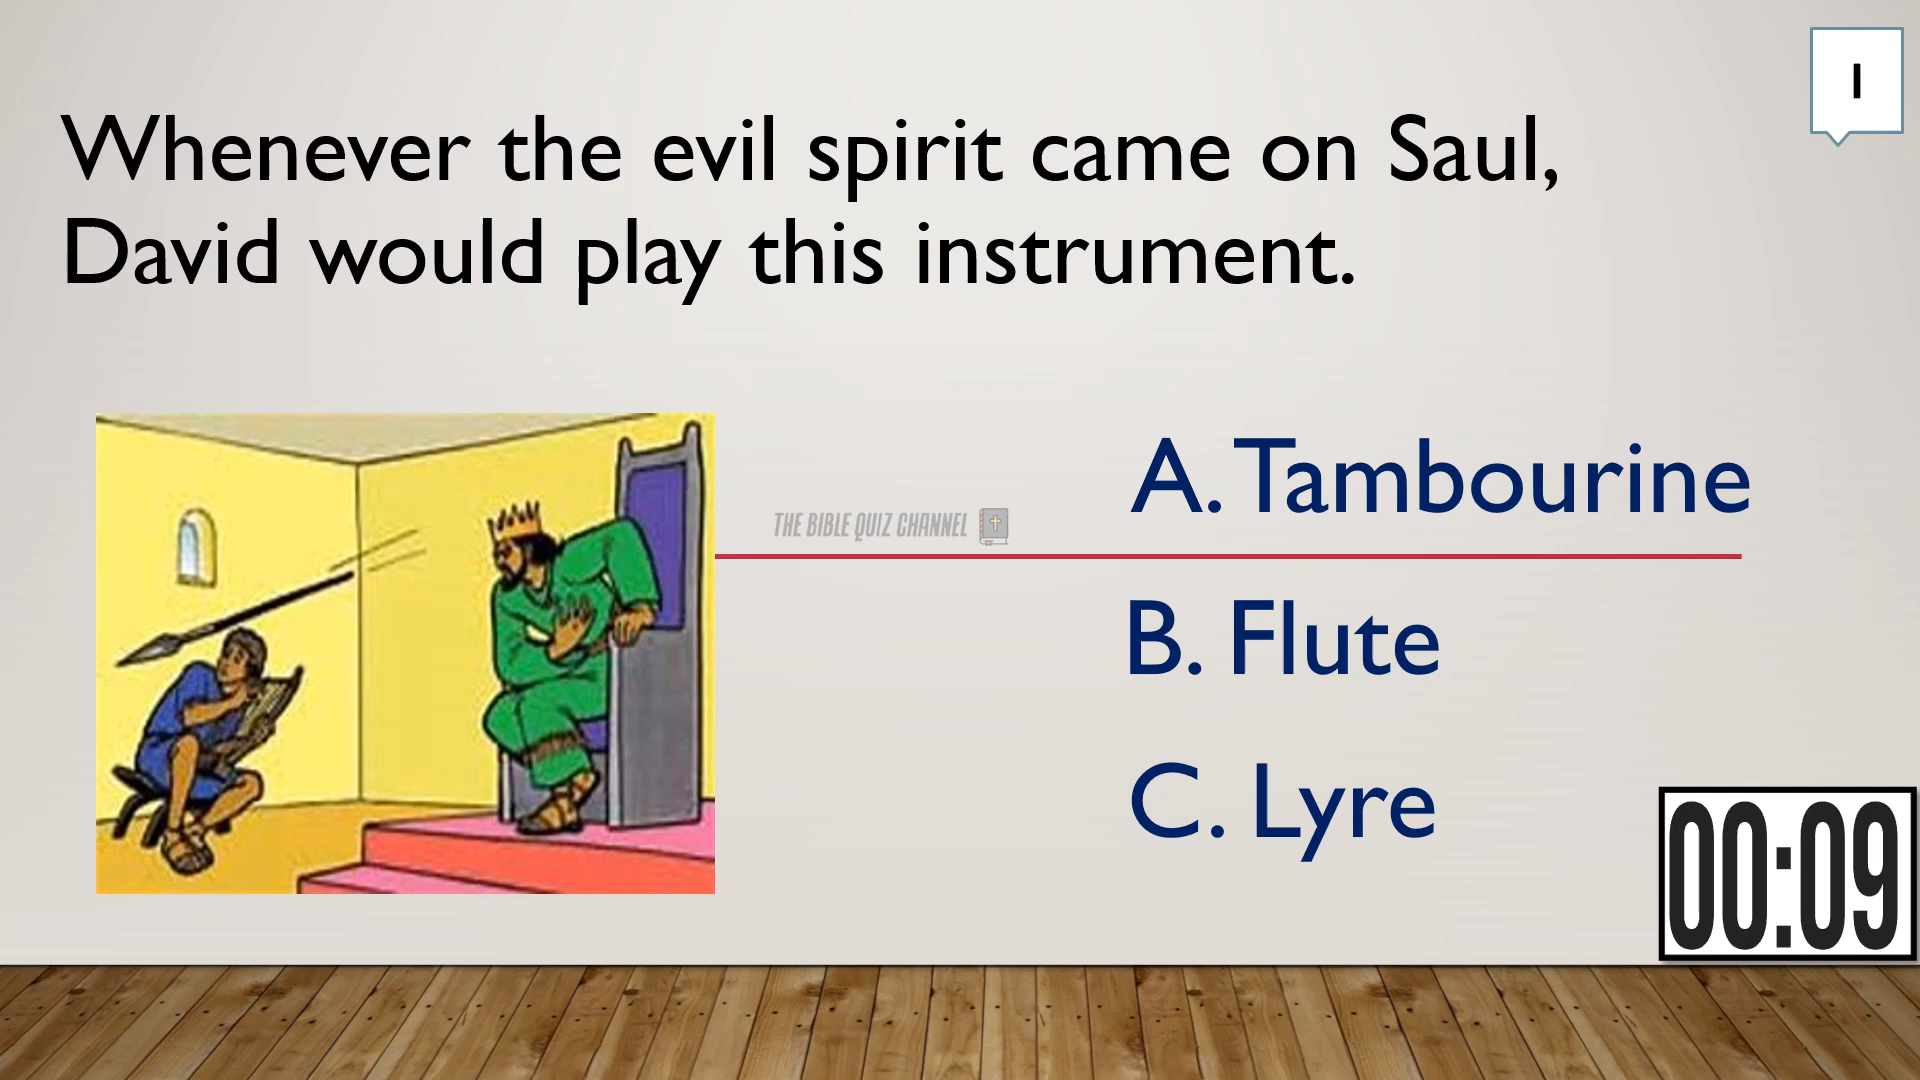 1
Whenever the evil spirit came on Saul,
David would play this instrument.
A. Tambourine
THE BIBLE QUIZ CHANNEL
B. Flute
C. Lyre
00:09